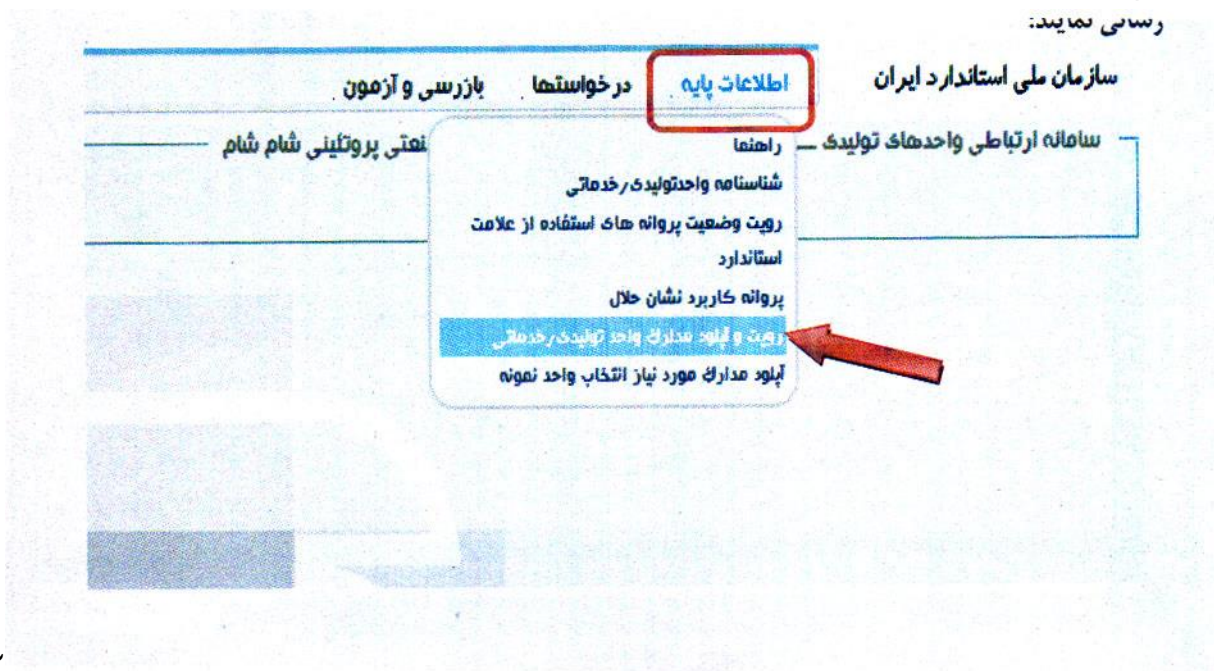 رسانی نمایند:
سازمان ملی استاندارد ایران اطلاعات پایه درخواستها بازرسی و آزمون
سامانه ارتباطی واحدهای تولیدی نعتی پروتئینی شام شام
راهنما
شناسنامه واحدتولیدی/خدماتی
رویت وضعیت پروانه های استفاده از علامت
استاندارد
پروانه کاربرد نشان حلال
رویت و آپلود مدارک واحد تولیدی/خدماتی
آپلود مدارک مورد نیاز انتخاب واحد نمونه